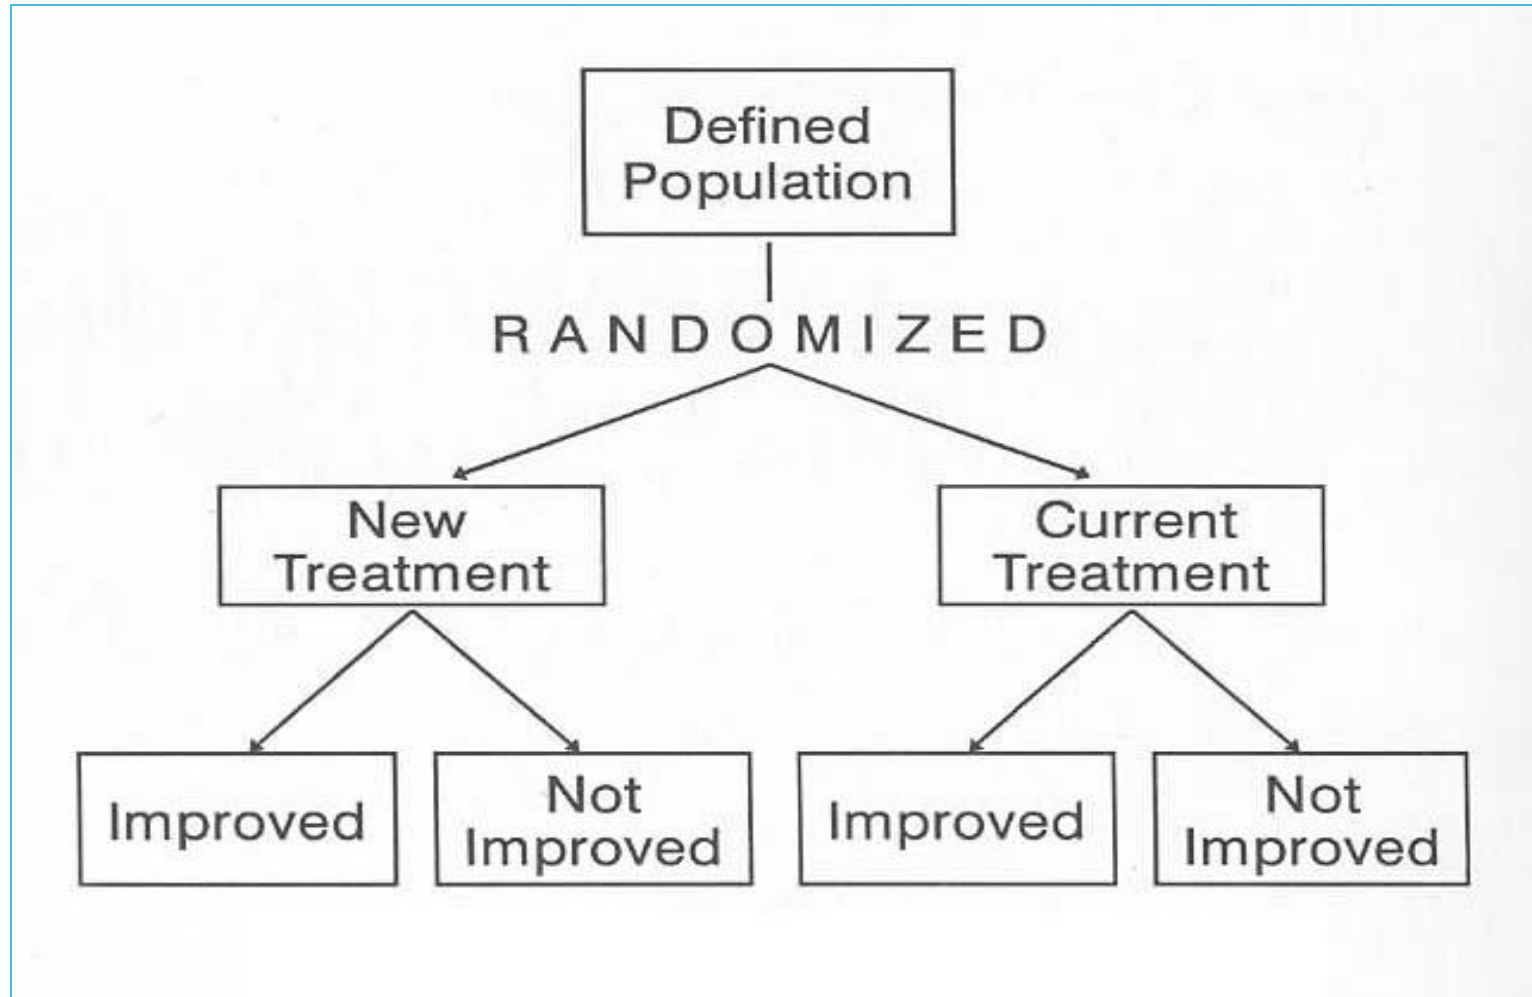 Defined
Population
RANDOMIZED
New
Treatment
Current
Treatment
Improved
Not
Improved
Improved
Not
Improved